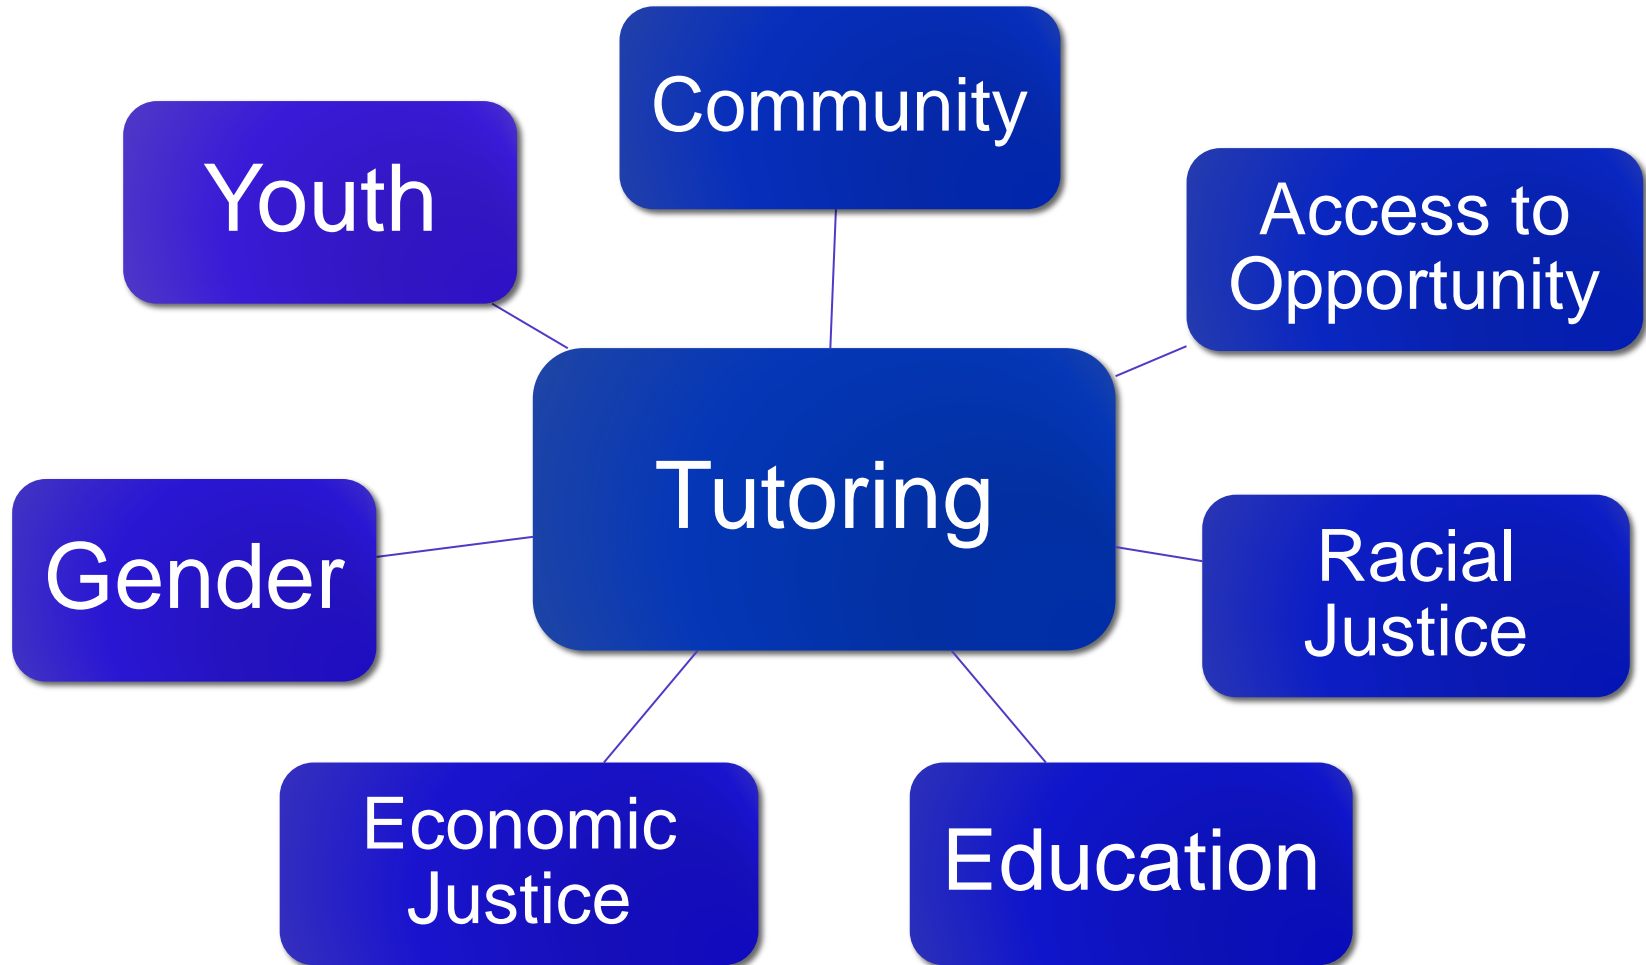 Community
Youth
Access to
Opportunity
Tutoring
Gender
Racial
Justice
Economic
Justice
Education